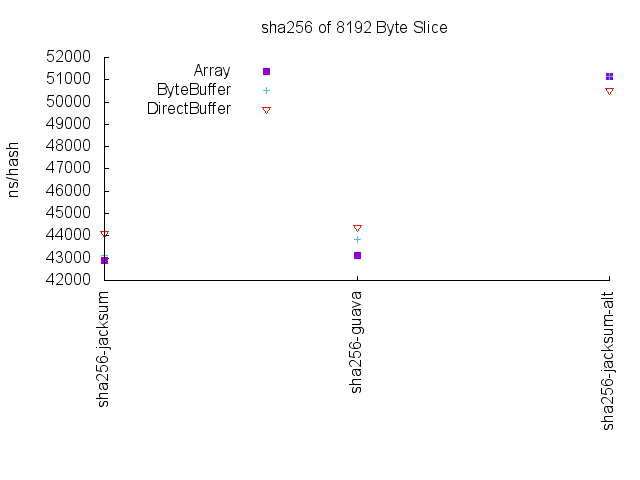 sha256 of 8192 Byte Slice
ns/hash
52000
51000
50000
49000
48000
47000
46000
45000
44000
43000
42000
Array
ByteBuffer
DirectBuffer
sha256-jacksum
sha256-guava
sha256-jacksum-alt